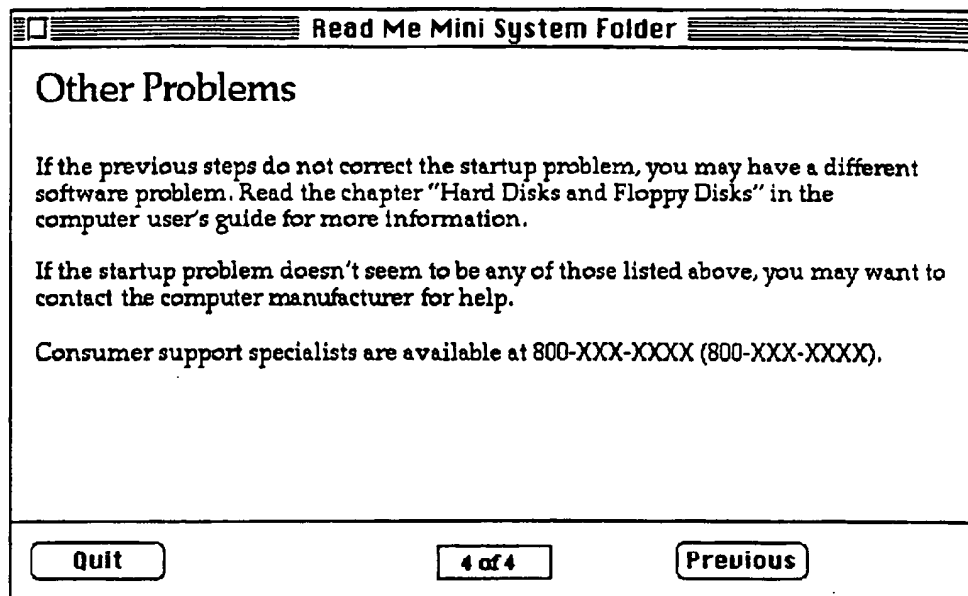 Read Me Mini System Folder
Other Problems
If the previous steps do not correct the startup problem, you may have a different
software problem. Read the chapter "Hard Disks and Floppy Disks" in the
computer user's guide for more information.
If the startup problem doesn't seem to be any of those listed above, you may want to
contact the computer manufacturer for help.
Consumer support specialists are available at 800-XXX-XXXX (800-XXX-XXXX).
Quit
4 of 4
Previous